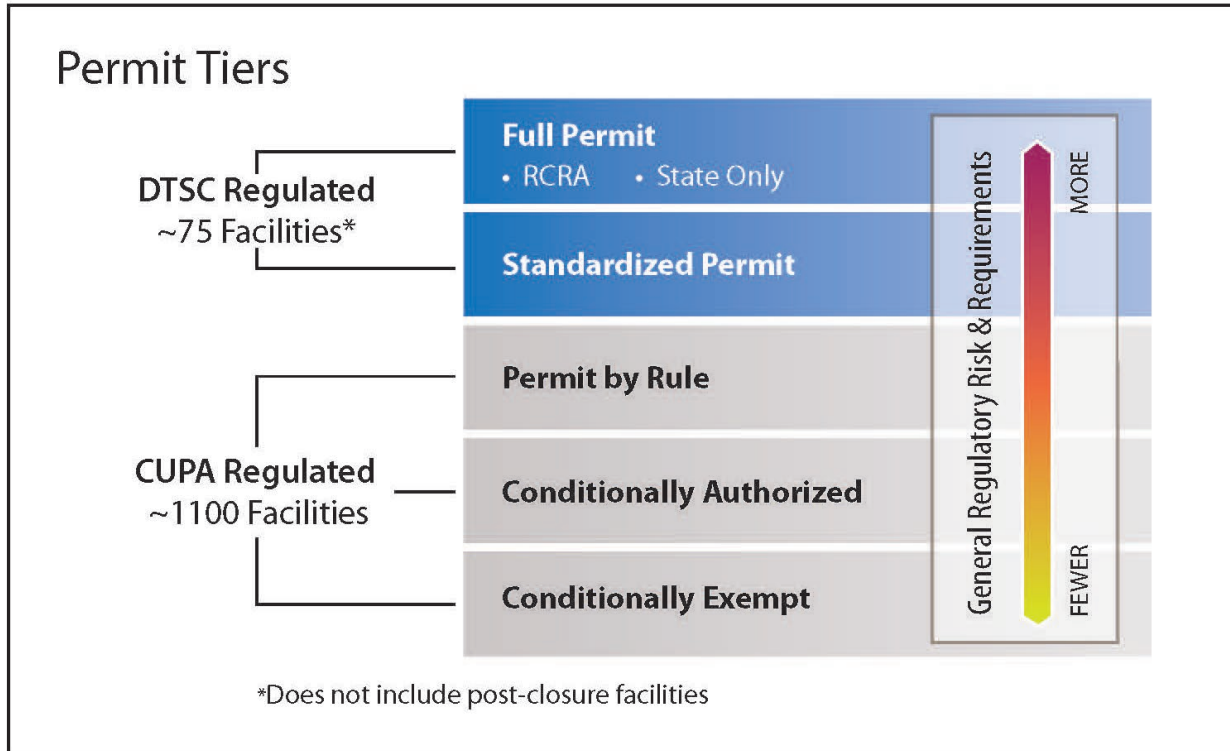 Permit Tiers
DTSC Regulated
~75 Facilities*
Full Permit
• RCRA • State Only
Standardized Permit
CUPA Regulated
~1100 Facilities
Permit by Rule
Conditionally Authorized
Conditionally Exempt
General Regulatory Risk & Requirements
MORE
FEWER
*Does not include post-closure facilities